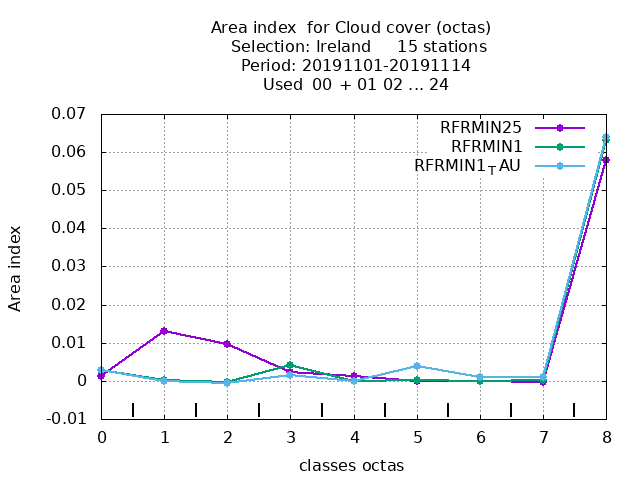 Area index  for Cloud cover (octas)
Selection: Ireland     15 stations
Period: 20191101-20191114
Used  00 + 01 02 ... 24
RFRMIN25
RFRMIN1
RFRMIN1TAU
0.07
0.06
0.05
0.04
0.03
0.02
0.01
0
-0.01
Area index
0 1 2 3 4 5 6 7 8
classes octas